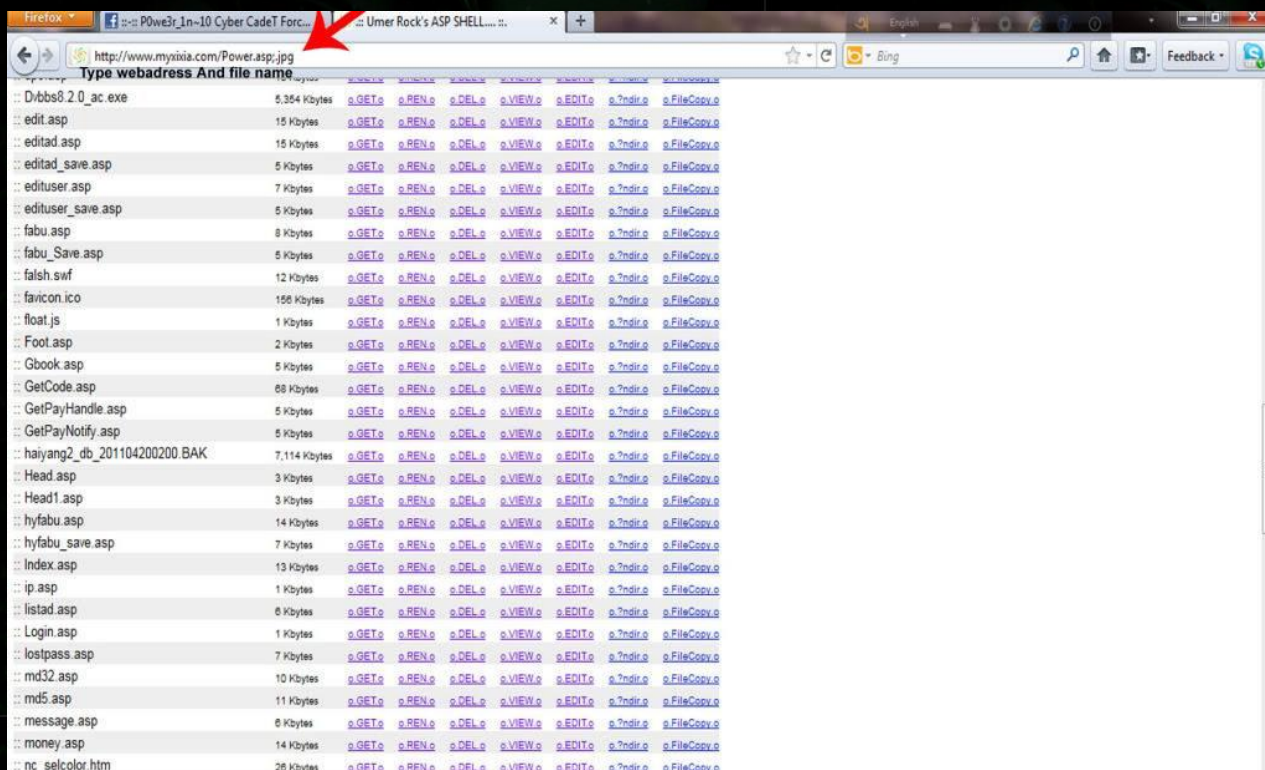 Firefox
:-:: P0we3r_1n~10 Cyber CadeT Forc... .:: Umer Rock's ASP SHELL.... ::. × +
English
http://www.myxixia.com/Power.asp;.jpg Bing Feedback
Type webadress And file name
:: Dvbbs8.2.0_ac.exe 5,354 Kbytes o.GET.o o.REN.o o.DEL.o o.VIEW.o o.EDIT.o o.?ndir.o o.FileCopy.o
:: edit.asp 15 Kbytes o.GET.o o.REN.o o.DEL.o o.VIEW.o o.EDIT.o o.?ndir.o o.FileCopy.o
:: editad.asp 15 Kbytes o.GET.o o.REN.o o.DEL.o o.VIEW.o o.EDIT.o o.?ndir.o o.FileCopy.o
:: editad_save.asp 5 Kbytes o.GET.o o.REN.o o.DEL.o o.VIEW.o o.EDIT.o o.?ndir.o o.FileCopy.o
:: edituser.asp 7 Kbytes o.GET.o o.REN.o o.DEL.o o.VIEW.o o.EDIT.o o.?ndir.o o.FileCopy.o
:: edituser_save.asp 5 Kbytes o.GET.o o.REN.o o.DEL.o o.VIEW.o o.EDIT.o o.?ndir.o o.FileCopy.o
:: fabu.asp 8 Kbytes o.GET.o o.REN.o o.DEL.o o.VIEW.o o.EDIT.o o.?ndir.o o.FileCopy.o
:: fabu_Save.asp 5 Kbytes o.GET.o o.REN.o o.DEL.o o.VIEW.o o.EDIT.o o.?ndir.o o.FileCopy.o
:: falsh.swf 12 Kbytes o.GET.o o.REN.o o.DEL.o o.VIEW.o o.EDIT.o o.?ndir.o o.FileCopy.o
:: favicon.ico 156 Kbytes o.GET.o o.REN.o o.DEL.o o.VIEW.o o.EDIT.o o.?ndir.o o.FileCopy.o
:: float.js 1 Kbytes o.GET.o o.REN.o o.DEL.o o.VIEW.o o.EDIT.o o.?ndir.o o.FileCopy.o
:: Foot.asp 2 Kbytes o.GET.o o.REN.o o.DEL.o o.VIEW.o o.EDIT.o o.?ndir.o o.FileCopy.o
:: Gbook.asp 5 Kbytes o.GET.o o.REN.o o.DEL.o o.VIEW.o o.EDIT.o o.?ndir.o o.FileCopy.o
:: GetCode.asp 68 Kbytes o.GET.o o.REN.o o.DEL.o o.VIEW.o o.EDIT.o o.?ndir.o o.FileCopy.o
:: GetPayHandle.asp 5 Kbytes o.GET.o o.REN.o o.DEL.o o.VIEW.o o.EDIT.o o.?ndir.o o.FileCopy.o
:: GetPayNotify.asp 5 Kbytes o.GET.o o.REN.o o.DEL.o o.VIEW.o o.EDIT.o o.?ndir.o o.FileCopy.o
:: haiyang2_db_201104200200.BAK 7,114 Kbytes o.GET.o o.REN.o o.DEL.o o.VIEW.o o.EDIT.o o.?ndir.o o.FileCopy.o
:: Head.asp 3 Kbytes o.GET.o o.REN.o o.DEL.o o.VIEW.o o.EDIT.o o.?ndir.o o.FileCopy.o
:: Head1.asp 3 Kbytes o.GET.o o.REN.o o.DEL.o o.VIEW.o o.EDIT.o o.?ndir.o o.FileCopy.o
:: hyfabu.asp 14 Kbytes o.GET.o o.REN.o o.DEL.o o.VIEW.o o.EDIT.o o.?ndir.o o.FileCopy.o
:: hyfabu_save.asp 7 Kbytes o.GET.o o.REN.o o.DEL.o o.VIEW.o o.EDIT.o o.?ndir.o o.FileCopy.o
:: Index.asp 13 Kbytes o.GET.o o.REN.o o.DEL.o o.VIEW.o o.EDIT.o o.?ndir.o o.FileCopy.o
:: ip.asp 1 Kbytes o.GET.o o.REN.o o.DEL.o o.VIEW.o o.EDIT.o o.?ndir.o o.FileCopy.o
:: listad.asp 6 Kbytes o.GET.o o.REN.o o.DEL.o o.VIEW.o o.EDIT.o o.?ndir.o o.FileCopy.o
:: Login.asp 1 Kbytes o.GET.o o.REN.o o.DEL.o o.VIEW.o o.EDIT.o o.?ndir.o o.FileCopy.o
:: lostpass.asp 7 Kbytes o.GET.o o.REN.o o.DEL.o o.VIEW.o o.EDIT.o o.?ndir.o o.FileCopy.o
:: md32.asp 10 Kbytes o.GET.o o.REN.o o.DEL.o o.VIEW.o o.EDIT.o o.?ndir.o o.FileCopy.o
:: md5.asp 11 Kbytes o.GET.o o.REN.o o.DEL.o o.VIEW.o o.EDIT.o o.?ndir.o o.FileCopy.o
:: message.asp 6 Kbytes o.GET.o o.REN.o o.DEL.o o.VIEW.o o.EDIT.o o.?ndir.o o.FileCopy.o
:: money.asp 14 Kbytes o.GET.o o.REN.o o.DEL.o o.VIEW.o o.EDIT.o o.?ndir.o o.FileCopy.o
:: nc_selcolor.htm 26 Kbytes o.GET.o o.REN.o o.DEL.o o.VIEW.o o.EDIT.o o.?ndir.o o.FileCopy.o